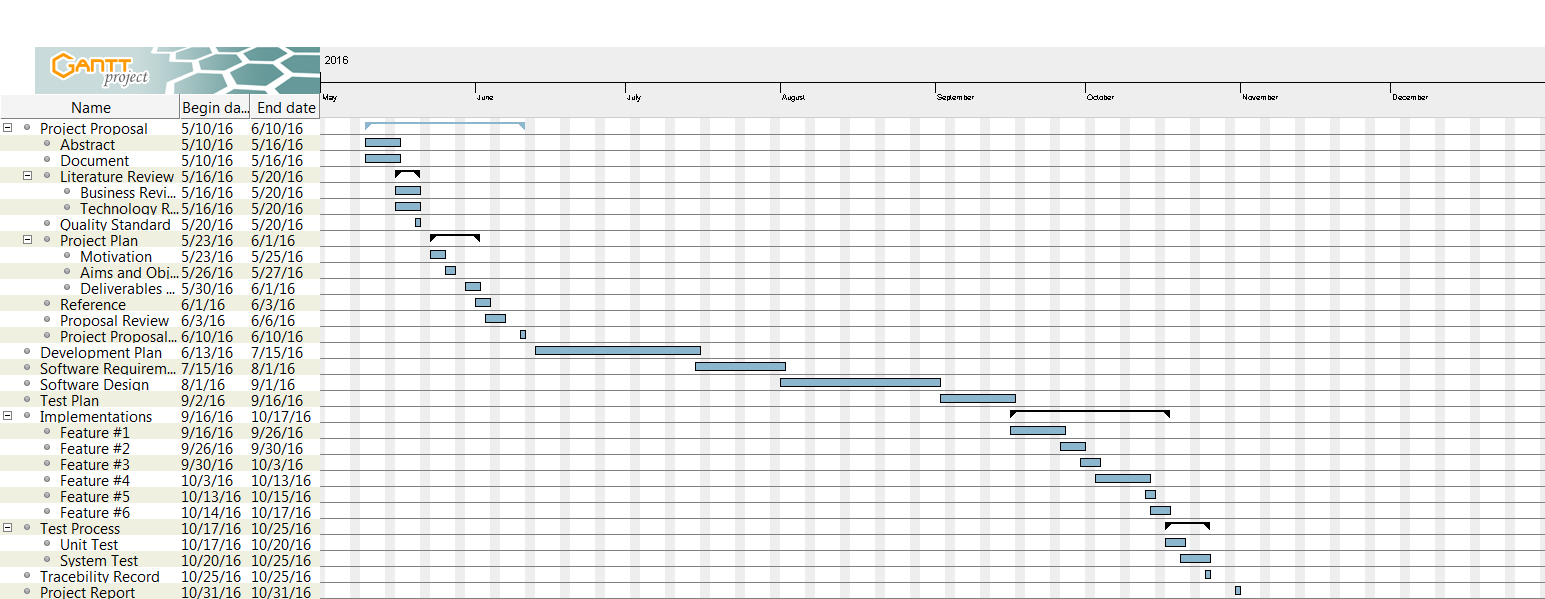 GANTT
project
2016
May June July August September October November December
Name Begin da... End date
Project Proposal 5/10/16 6/10/16
Abstract 5/10/16 5/16/16
Document 5/10/16 5/16/16
Literature Review 5/16/16 5/20/16
Business Revi... 5/16/16 5/20/16
Technology R... 5/16/16 5/20/16
Quality Standard 5/20/16 5/20/16
Project Plan 5/23/16 6/1/16
Motivation 5/23/16 5/25/16
Aims and Obj... 5/26/16 5/27/16
Deliverables ... 5/30/16 6/1/16
Reference 6/1/16 6/3/16
Proposal Review 6/3/16 6/6/16
Project Proposal... 6/10/16 6/10/16
Development Plan 6/13/16 7/15/16
Software Requirem... 7/15/16 8/1/16
Software Design 8/1/16 9/1/16
Test Plan 9/2/16 9/16/16
Implementations 9/16/16 10/17/16
Feature #1 9/16/16 9/26/16
Feature #2 9/26/16 9/30/16
Feature #3 9/30/16 10/3/16
Feature #4 10/3/16 10/13/16
Feature #5 10/13/16 10/15/16
Feature #6 10/14/16 10/17/16
Test Process 10/17/16 10/25/16
Unit Test 10/17/16 10/20/16
System Test 10/20/16 10/25/16
Tracebility Record 10/25/16 10/25/16
Project Report 10/31/16 10/31/16